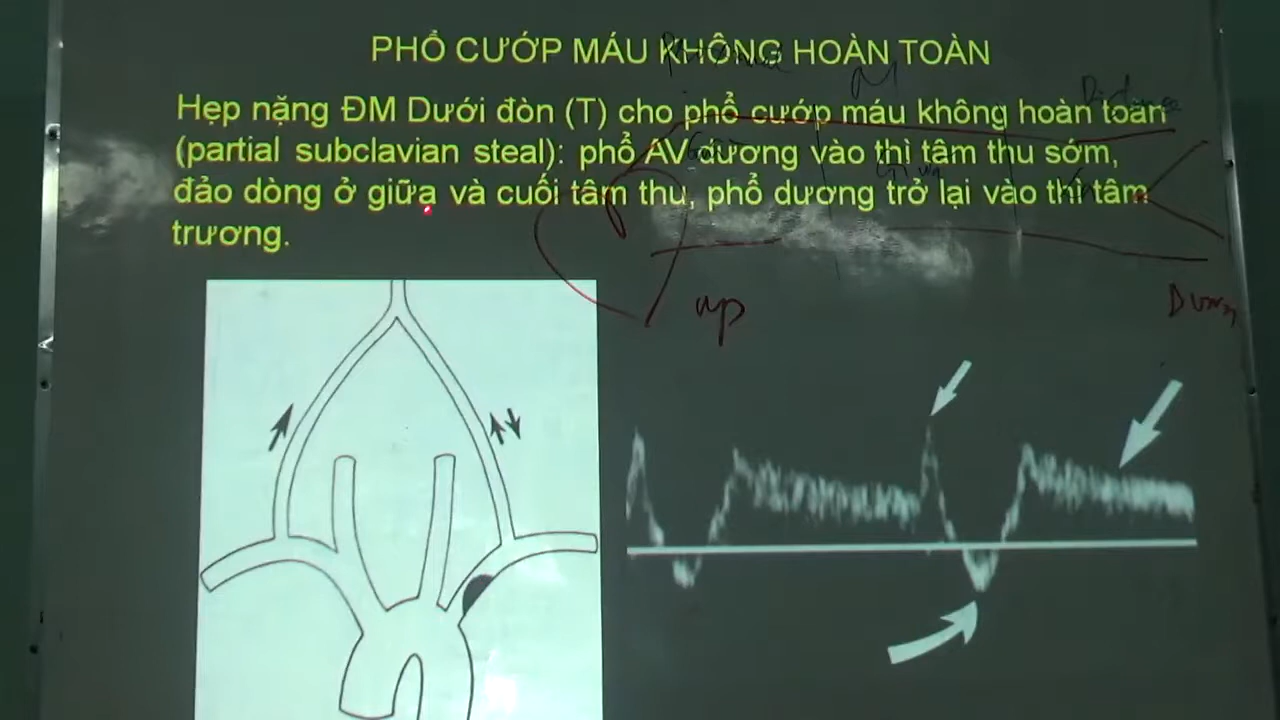 PHỔ CƯỚP MÁU KHÔNG HOÀN TOÀN
Hẹp nặng ĐM Dưới đòn (T) cho phổ cướp máu không hoàn toàn
(partial subclavian steal): phổ AV dương vào thì tâm thu sớm,
đảo dòng ở giữa và cuối tâm thu, phổ dương trở lại vào thì tâm
trương.